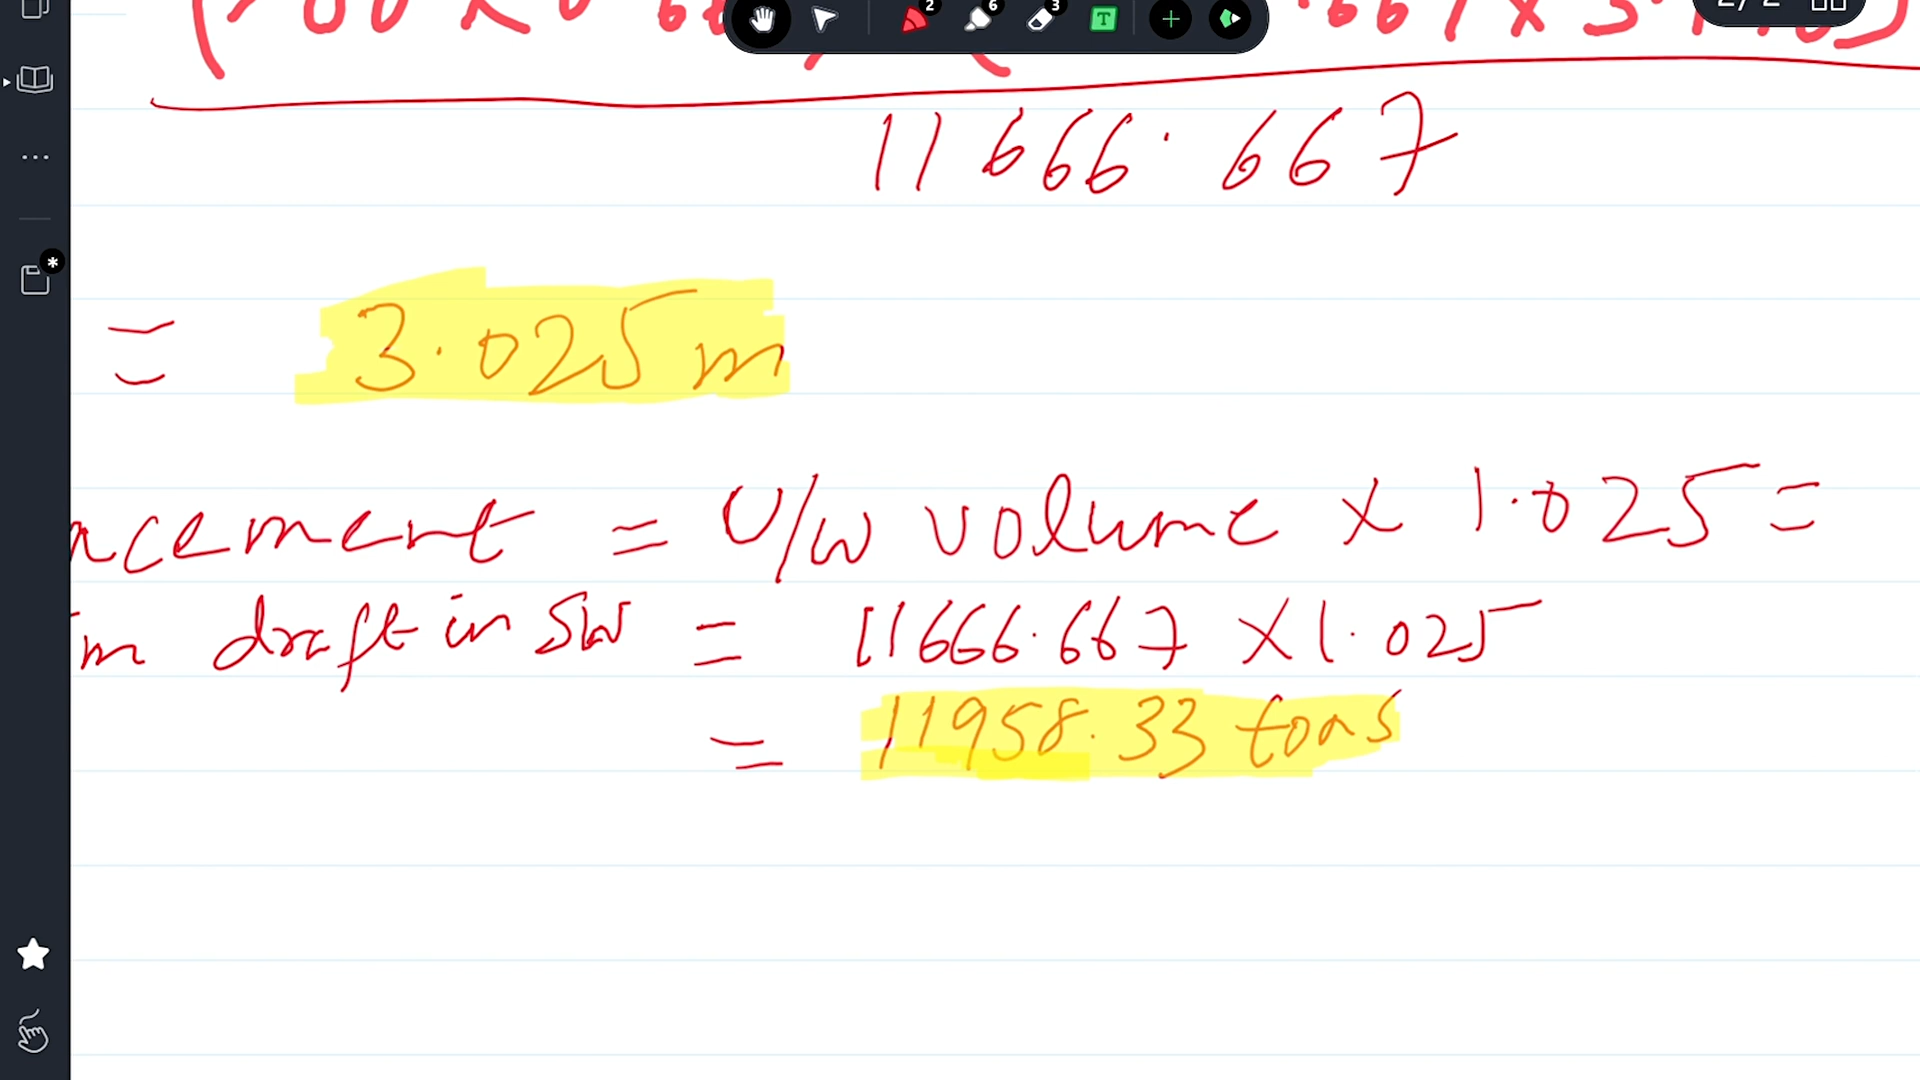 11666.667
= 3.025 m
ncement = U/W volume x 1.025 =
m draft in SW = 11666.667 x 1.025
= 11958.33 tons